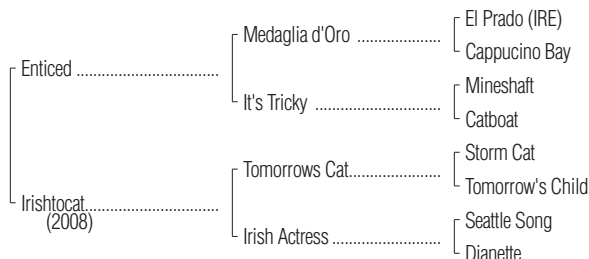 El Prado (IRE)
Medaglia d'Oro ....................
Cappucino Bay
Enticed ..................................
Mineshaft
It's Tricky ..............................
Catboat
Storm Cat
Tomorrows Cat......................
Tomorrow's Child
Irishtocat................................
(2008)
Seattle Song
Irish Actress ..........................
Dianette